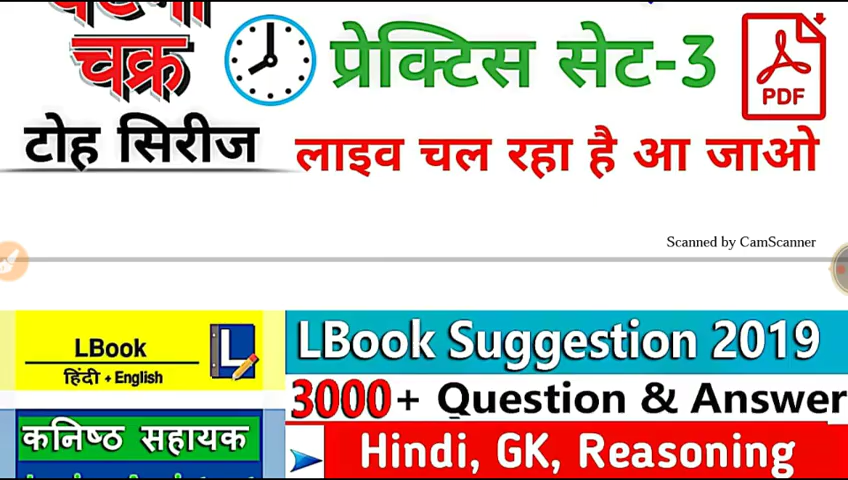 चक्र
प्रेक्टिस सेट-3
PDF
टोह सिरीज
लाइव चल रहा है आ जाओ
Scanned by CamScanner
LBook
हिंदी + English
L
LBook Suggestion 2019
3000+ Question & Answer
कनिष्ठ सहायक
Hindi, GK, Reasoning